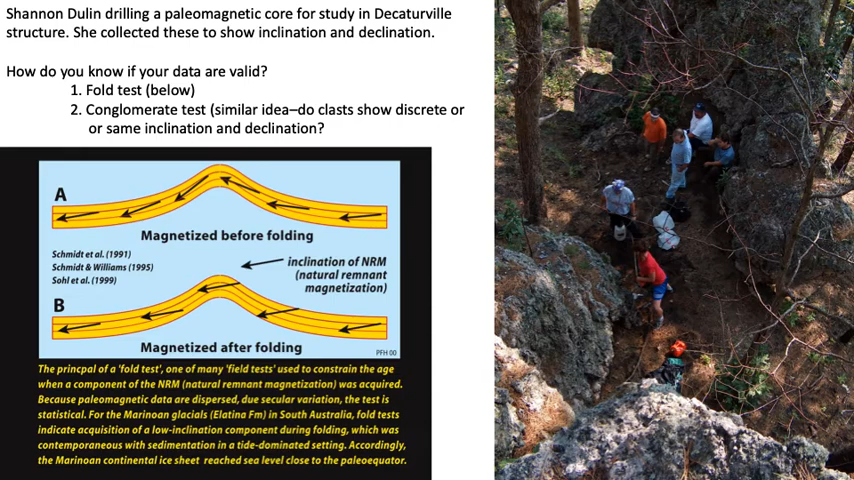 Shannon Dulin drilling a paleomagnetic core for study in Decaturville
structure. She collected these to show inclination and declination.
How do you know if your data are valid?
1. Fold test (below)
2. Conglomerate test (similar idea–do clasts show discrete or
or same inclination and declination?
A
Magnetized before folding
Schmidt et al. (1991)
Schmidt & Williams (1995)
Sohl et al. (1999)
inclination of NRM
(natural remnant
magnetization)
B
Magnetized after folding
PFH 00
The princpal of a 'fold test', one of many 'field tests' used to constrain the age
when a component of the NRM (natural remnant magnetization) was acquired.
Because paleomagnetic data are dispersed, due secular variation, the test is
statistical. For the Marinoan glacials (Elatina Fm) in South Australia, fold tests
indicate acquisition of a low-inclination component during folding, which was
contemporaneous with sedimentation in a tide-dominated setting. Accordingly,
the Marinoan continental ice sheet reached sea level close to the paleoequator.